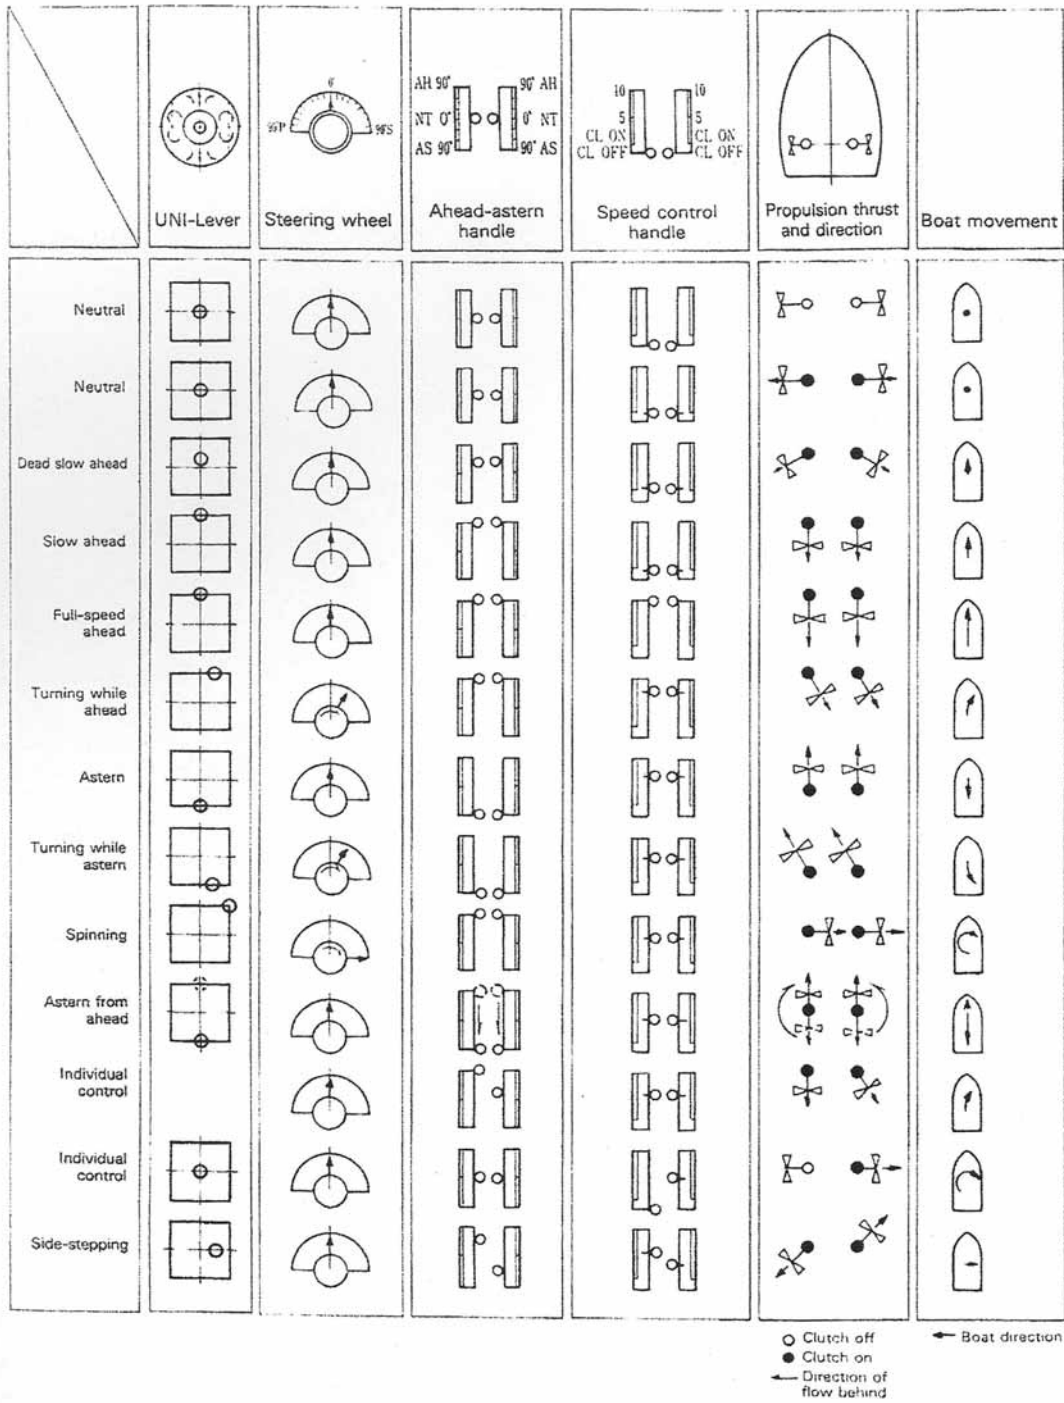 0°
AH 90° 90° AH
NT 0° 0° NT
AS 90° 90° AS
10 10
5 5
CL ON CL ON
CL OFF CL OFF
UNI-Lever
90°P 90°S
Steering wheel
Ahead-astern
handle
Speed control
handle
Propulsion thrust
and direction
Boat movement
Neutral
Neutral
Dead slow ahead
Slow ahead
Full-speed
ahead
Turning while
ahead
Astern
Turning while
astern
Spinning
Astern from
ahead
Individual
control
Individual
control
Side-stepping
Clutch off
Clutch on
Direction of
flow behind
Boat direction